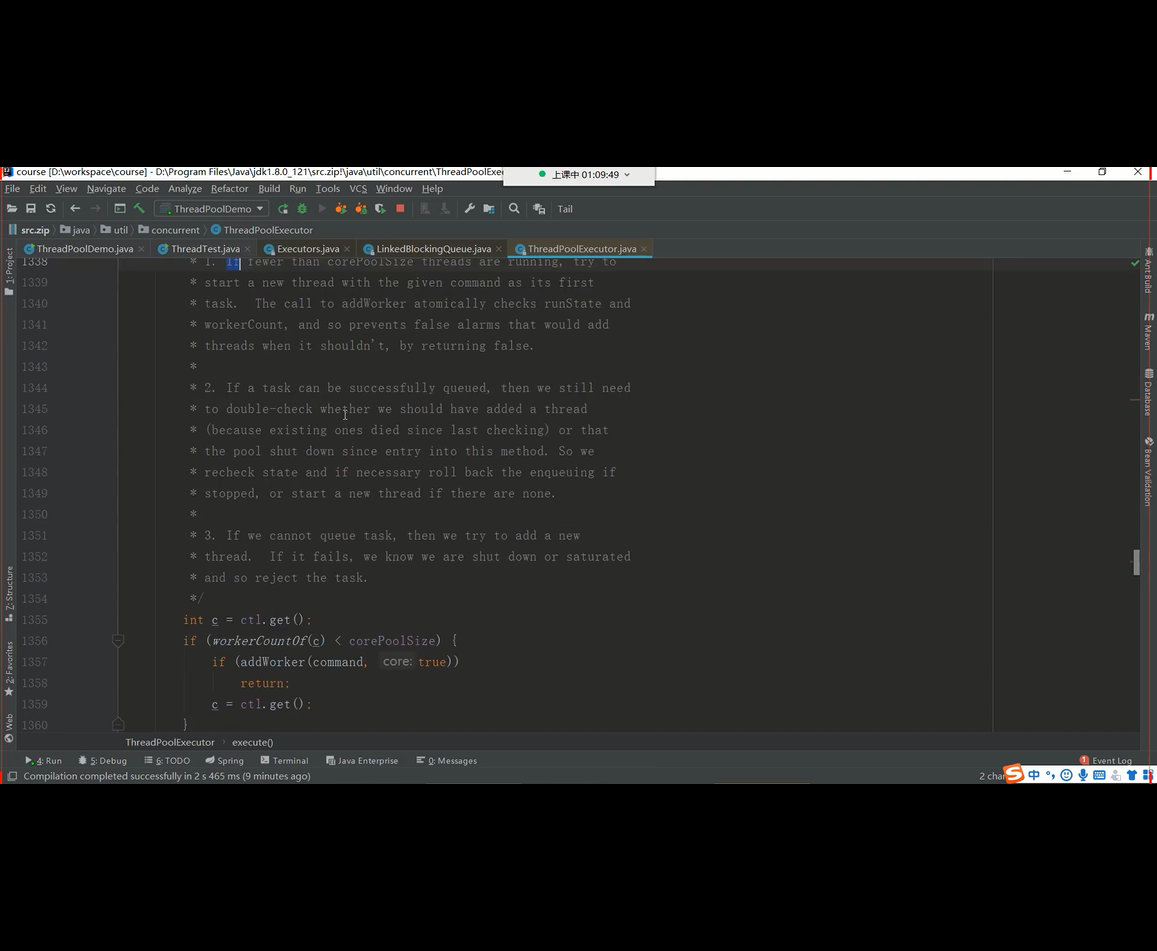 course [D:\workspace\course] - D:\Program Files\Java\jdk1.8.0_121\src.zip!\java\util\concurrent\ThreadPoolExe
上课中 01:09:49
File Edit View Navigate Code Analyze Refactor Build Run Tools VCS Window Help
ThreadPoolDemo Tail
src.zip java util concurrent ThreadPoolExecutor
ThreadPoolDemo.java ThreadTest.java Executors.java LinkedBlockingQueue.java ThreadPoolExecutor.java
1338 * 1. If fewer than corePoolSize threads are running, try to
1339 * start a new thread with the given command as its first
1340 * task. The call to addWorker atomically checks runState and
1341 * workerCount, and so prevents false alarms that would add
1342 * threads when it shouldn't, by returning false.
1343 *
1344 * 2. If a task can be successfully queued, then we still need
1345 * to double-check whether we should have added a thread
1346 * (because existing ones died since last checking) or that
1347 * the pool shut down since entry into this method. So we
1348 * recheck state and if necessary roll back the enqueuing if
1349 * stopped, or start a new thread if there are none.
1350 *
1351 * 3. If we cannot queue task, then we try to add a new
1352 * thread. If it fails, we know we are shut down or saturated
1353 * and so reject the task.
1354 */
1355 int c = ctl.get();
1356 if (workerCountOf(c) < corePoolSize) {
1357 if (addWorker(command, core: true))
1358 return;
1359 c = ctl.get();
1360 }
1: Project
Z: Structure
2: Favorites
Web
Ant Build
Maven
Database
Bean Validation
ThreadPoolExecutor execute()
4: Run 5: Debug 6: TODO Spring Terminal Java Enterprise 0: Messages 1 Event Log
Compilation completed successfully in 2 s 465 ms (9 minutes ago) 2 char
中